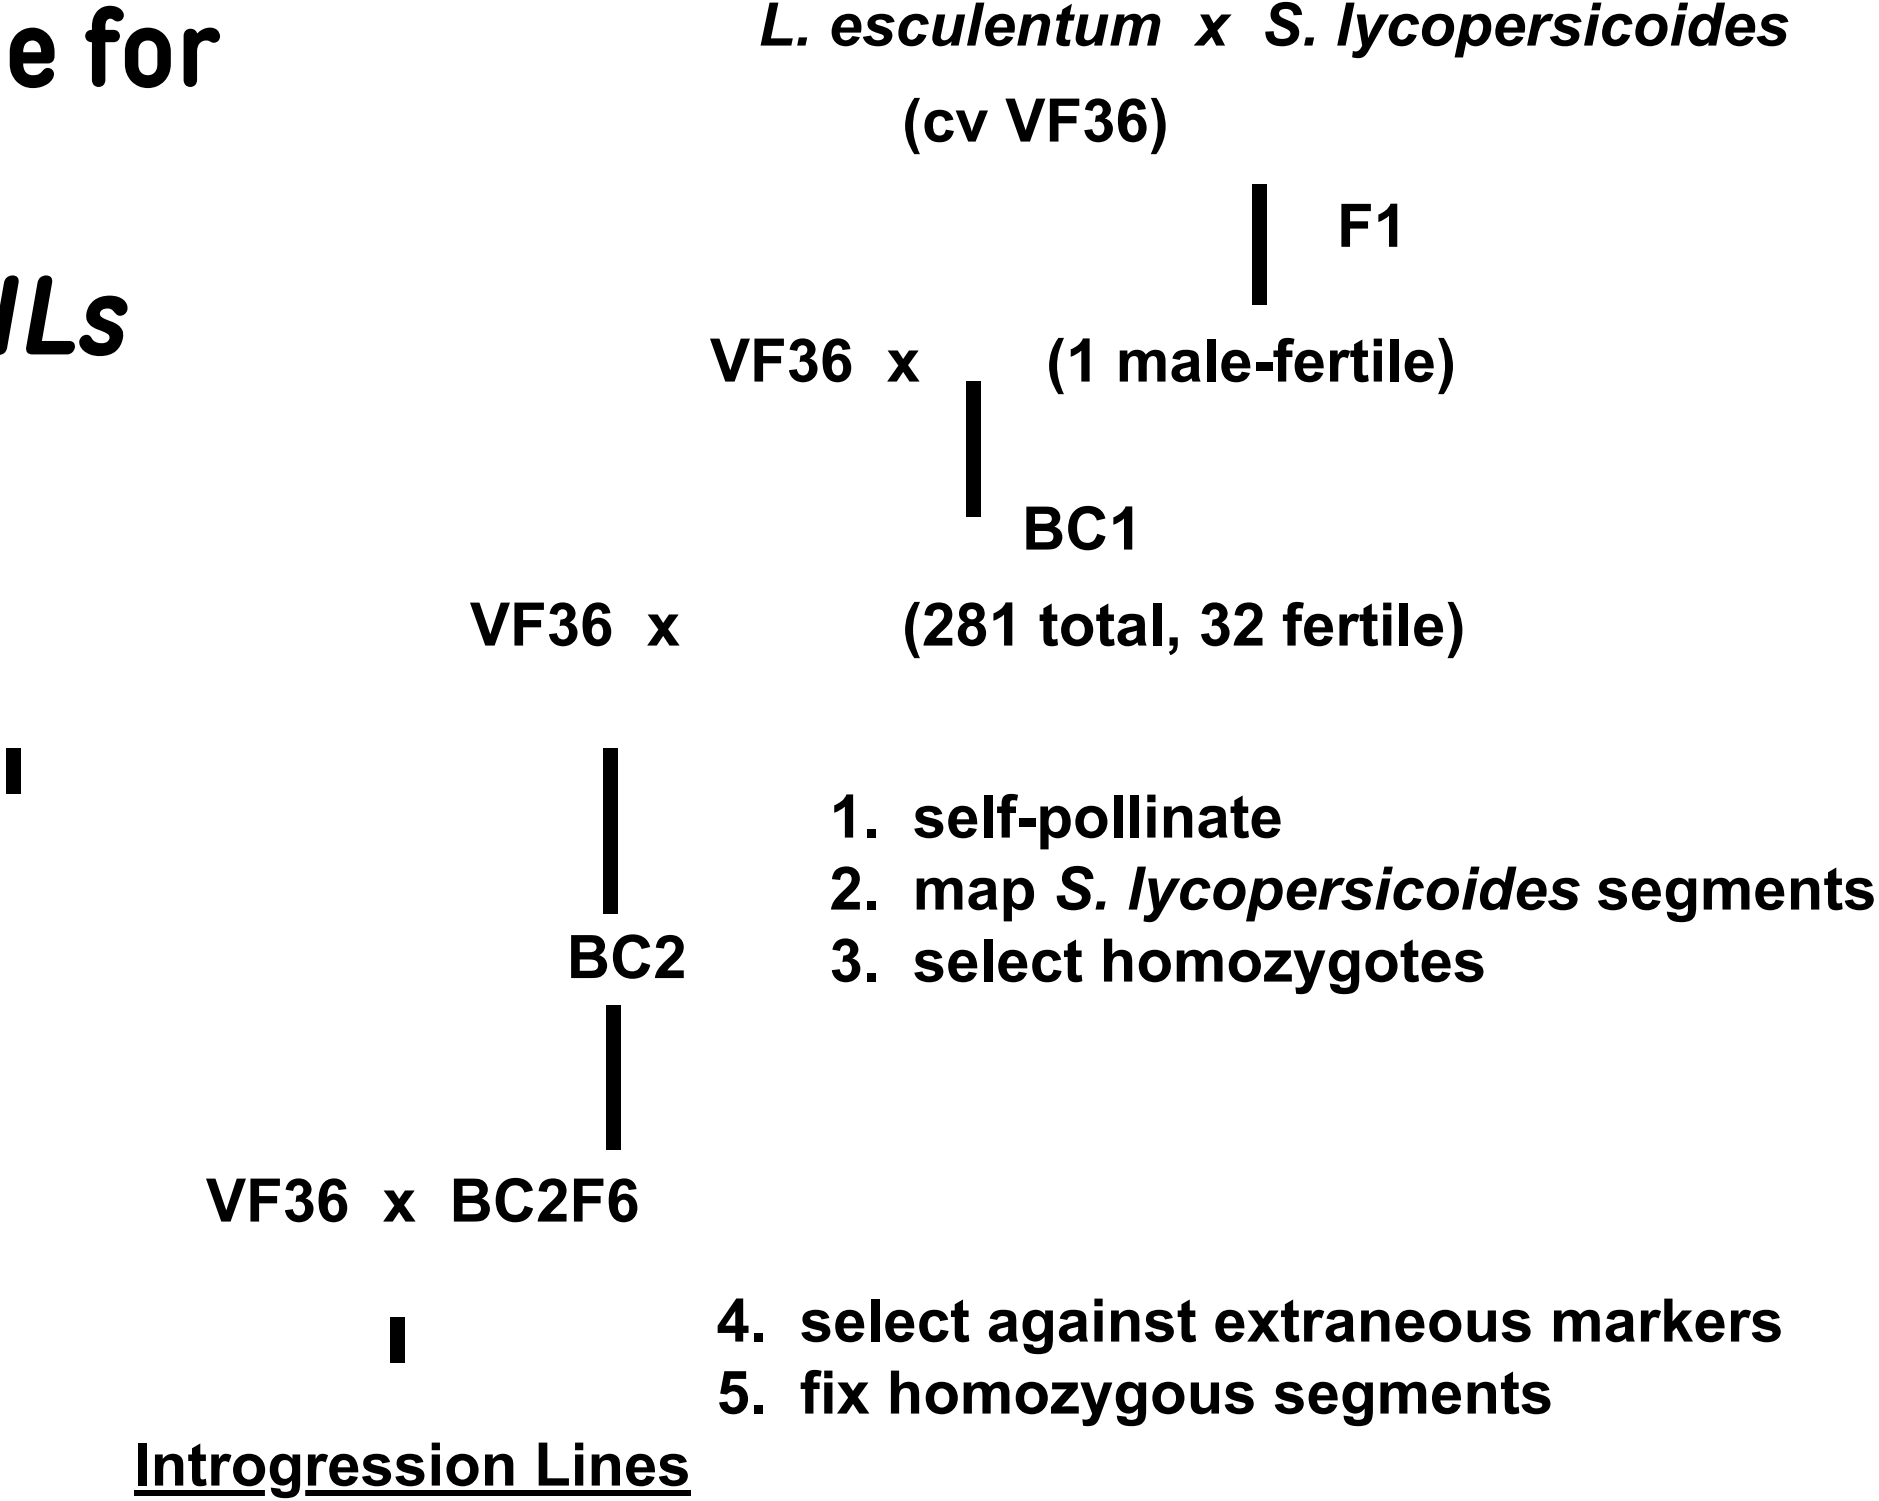 e for
ILs
L. esculentum x S. lycopersicoides
(cv VF36)
F1
VF36 x (1 male-fertile)
BC1
VF36 x (281 total, 32 fertile)
1. self-pollinate
2. map S. lycopersicoides segments
3. select homozygotes
BC2
VF36 x BC2F6
4. select against extraneous markers
5. fix homozygous segments
Introgression Lines